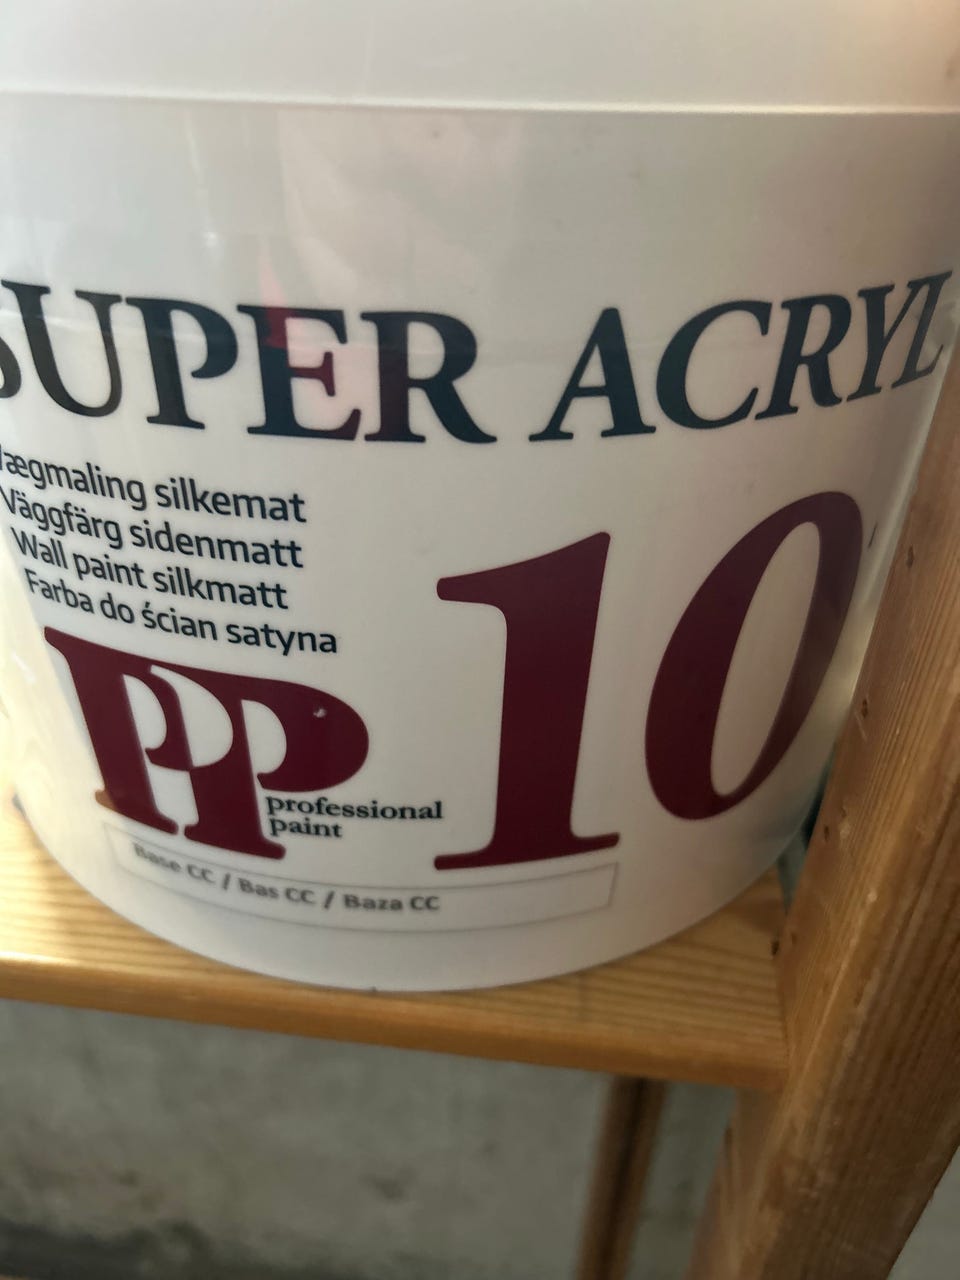 SUPER ACRYL
Vægmaling silkemat
Väggfärg sidenmatt
Wall paint silkmatt
Farba do ścian satyna
10
PP
professional
paint
Base CC / Bas CC / Baza CC